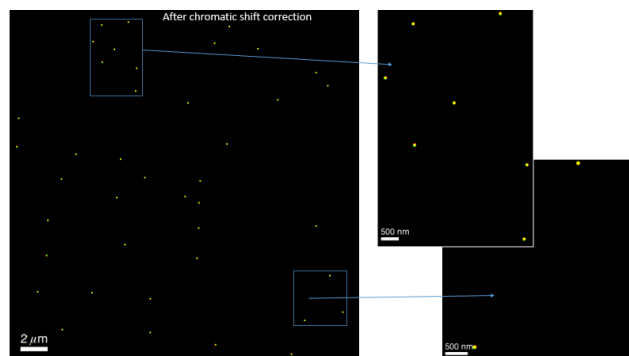 After chromatic shift correction
500 nm
2 μm
500 nm